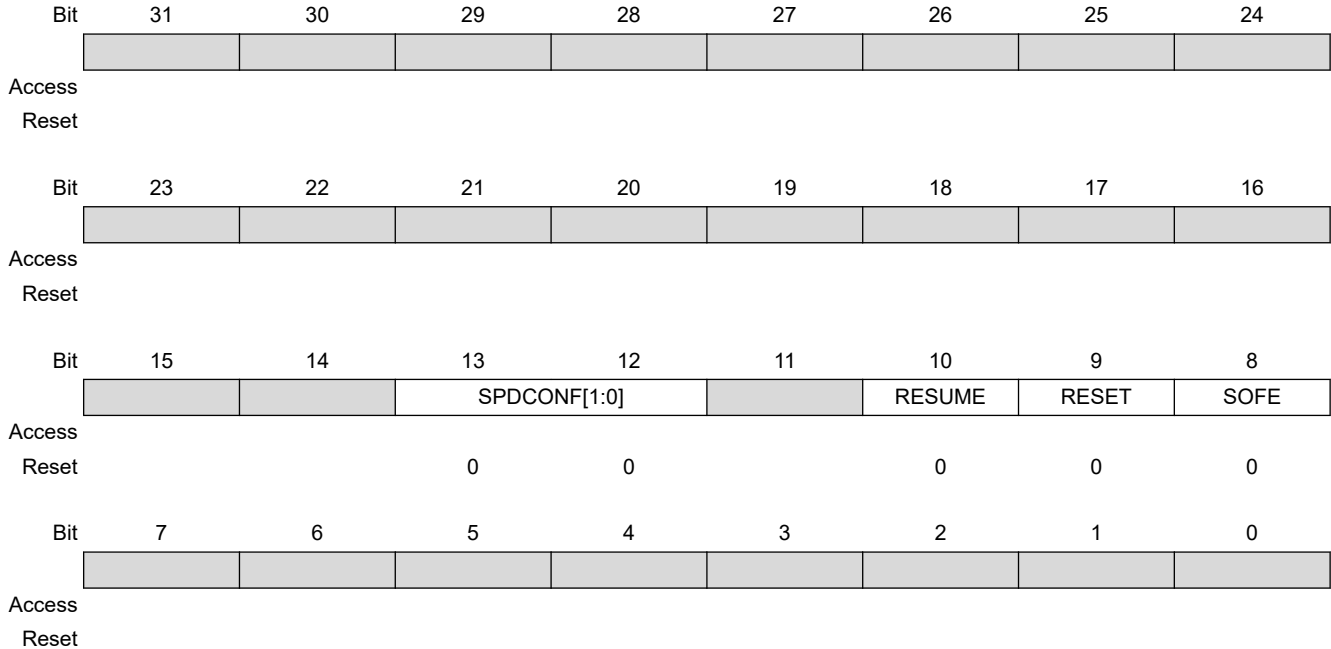 Bit 31 30 29 28 27 26 25 24
Access
Reset
Bit 23 22 21 20 19 18 17 16
Access
Reset
Bit 15 14 13 12 11 10 9 8
SPDCONF[1:0] RESUME RESET SOFE
Access
Reset 0 0 0 0 0
Bit 7 6 5 4 3 2 1 0
Access
Reset